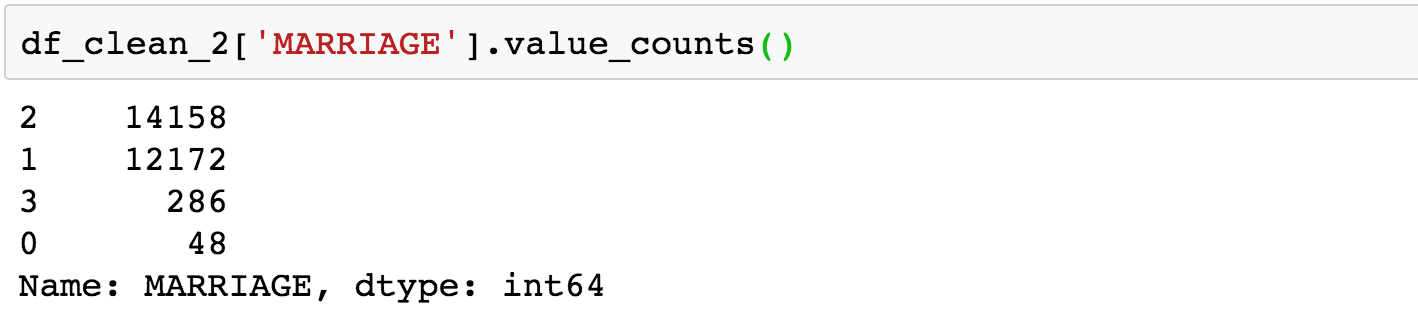 df_clean_2['MARRIAGE'].value_counts()
2    14158
1    12172
3      286
0       48
Name: MARRIAGE, dtype: int64